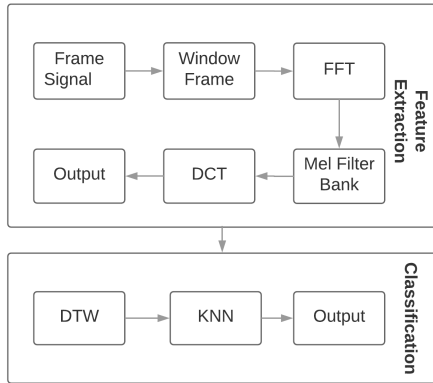 Frame
Signal
Window
Frame
FFT
Feature
Extraction
Output
DCT
Mel Filter
Bank
Classification
DTW
KNN
Output